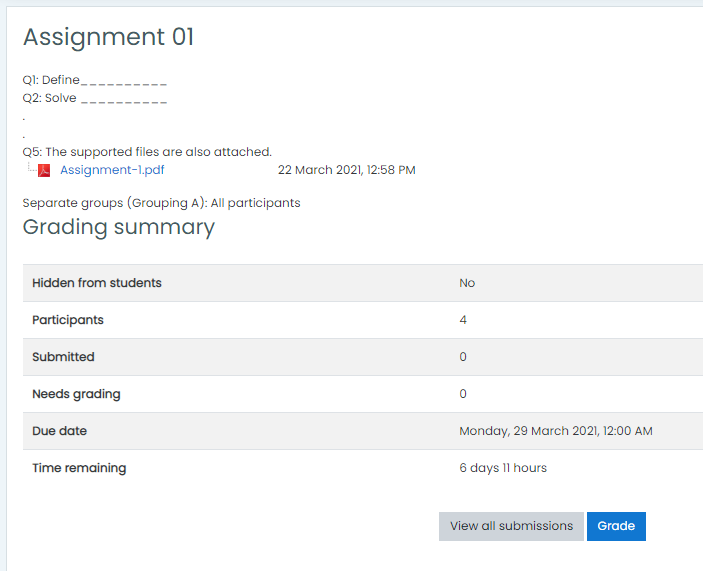 Assignment 01
Q1: Define__________
Q2: Solve __________
.
.
Q5: The supported files are also attached.
Assignment-1.pdf 22 March 2021, 12:58 PM
Separate groups (Grouping A): All participants
Grading summary
Hidden from students No
Participants 4
Submitted 0
Needs grading 0
Due date Monday, 29 March 2021, 12:00 AM
Time remaining 6 days 11 hours
View all submissions Grade